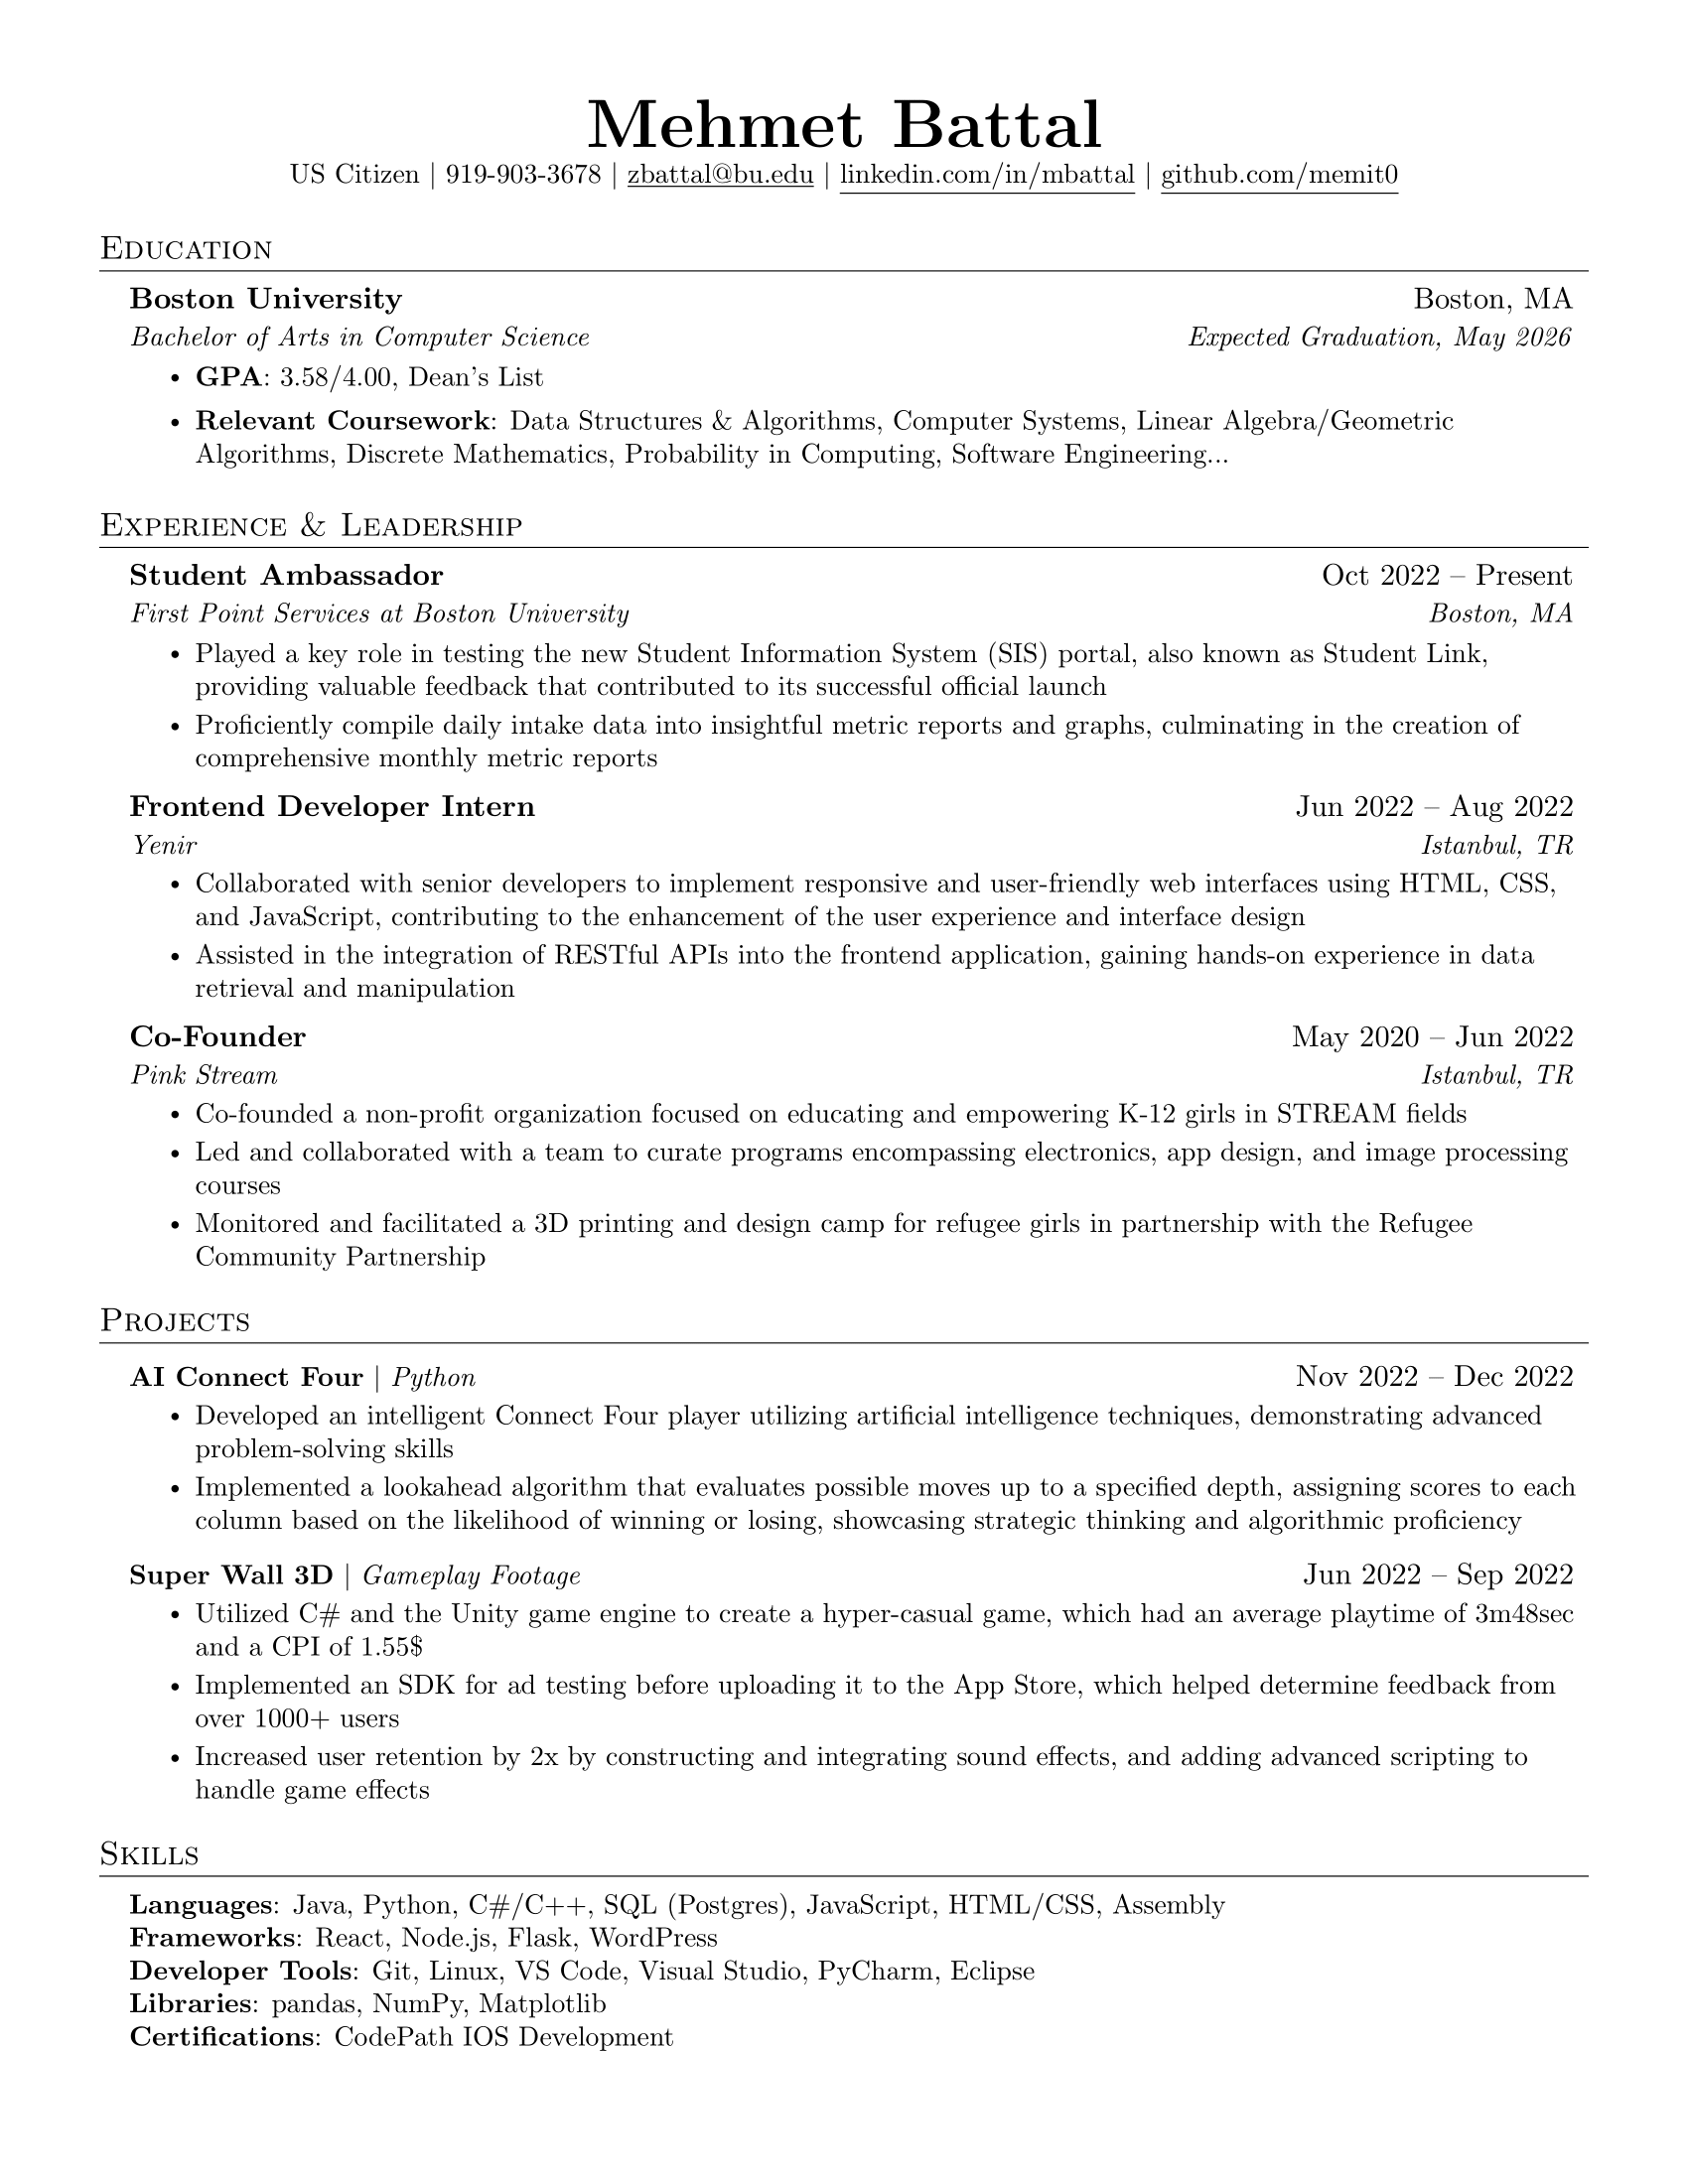 Mehmet Battal
US Citizen | 919-903-3678 | zbattal@bu.edu | linkedin.com/in/mbattal | github.com/memit0
Education
Boston University Boston, MA
Bachelor of Arts in Computer Science Expected Graduation, May 2026
• GPA: 3.58/4.00, Dean's List
• Relevant Coursework: Data Structures & Algorithms, Computer Systems, Linear Algebra/Geometric
Algorithms, Discrete Mathematics, Probability in Computing, Software Engineering...
Experience & Leadership
Student Ambassador Oct 2022 – Present
First Point Services at Boston University Boston, MA
• Played a key role in testing the new Student Information System (SIS) portal, also known as Student Link,
providing valuable feedback that contributed to its successful official launch
• Proficiently compile daily intake data into insightful metric reports and graphs, culminating in the creation of
comprehensive monthly metric reports
Frontend Developer Intern Jun 2022 – Aug 2022
Yenir Istanbul, TR
• Collaborated with senior developers to implement responsive and user-friendly web interfaces using HTML, CSS,
and JavaScript, contributing to the enhancement of the user experience and interface design
• Assisted in the integration of RESTful APIs into the frontend application, gaining hands-on experience in data
retrieval and manipulation
Co-Founder May 2020 – Jun 2022
Pink Stream Istanbul, TR
• Co-founded a non-profit organization focused on educating and empowering K-12 girls in STREAM fields
• Led and collaborated with a team to curate programs encompassing electronics, app design, and image processing
courses
• Monitored and facilitated a 3D printing and design camp for refugee girls in partnership with the Refugee
Community Partnership
Projects
AI Connect Four | Python Nov 2022 – Dec 2022
• Developed an intelligent Connect Four player utilizing artificial intelligence techniques, demonstrating advanced
problem-solving skills
• Implemented a lookahead algorithm that evaluates possible moves up to a specified depth, assigning scores to each
column based on the likelihood of winning or losing, showcasing strategic thinking and algorithmic proficiency
Super Wall 3D | Gameplay Footage Jun 2022 – Sep 2022
• Utilized C# and the Unity game engine to create a hyper-casual game, which had an average playtime of 3m48sec
and a CPI of 1.55$
• Implemented an SDK for ad testing before uploading it to the App Store, which helped determine feedback from
over 1000+ users
• Increased user retention by 2x by constructing and integrating sound effects, and adding advanced scripting to
handle game effects
Skills
Languages: Java, Python, C#/C++, SQL (Postgres), JavaScript, HTML/CSS, Assembly
Frameworks: React, Node.js, Flask, WordPress
Developer Tools: Git, Linux, VS Code, Visual Studio, PyCharm, Eclipse
Libraries: pandas, NumPy, Matplotlib
Certifications: CodePath IOS Development